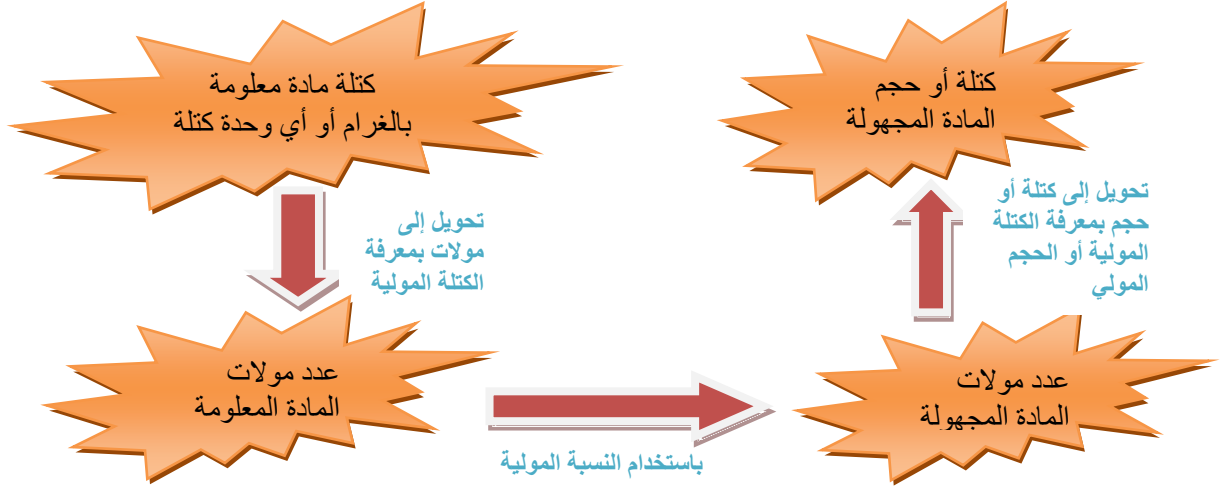 كتلة مادة معلومة
بالغرام أو أي وحدة كتلة
تحويل إلى
مولات بمعرفة
الكتلة المولية
عدد مولات
المادة المعلومة
باستخدام النسبة المولية
عدد مولات
المادة المجهولة
تحويل إلى كتلة أو
حجم بمعرفة الكتلة
المولية أو الحجم
المولي
كتلة أو حجم
المادة المجهولة